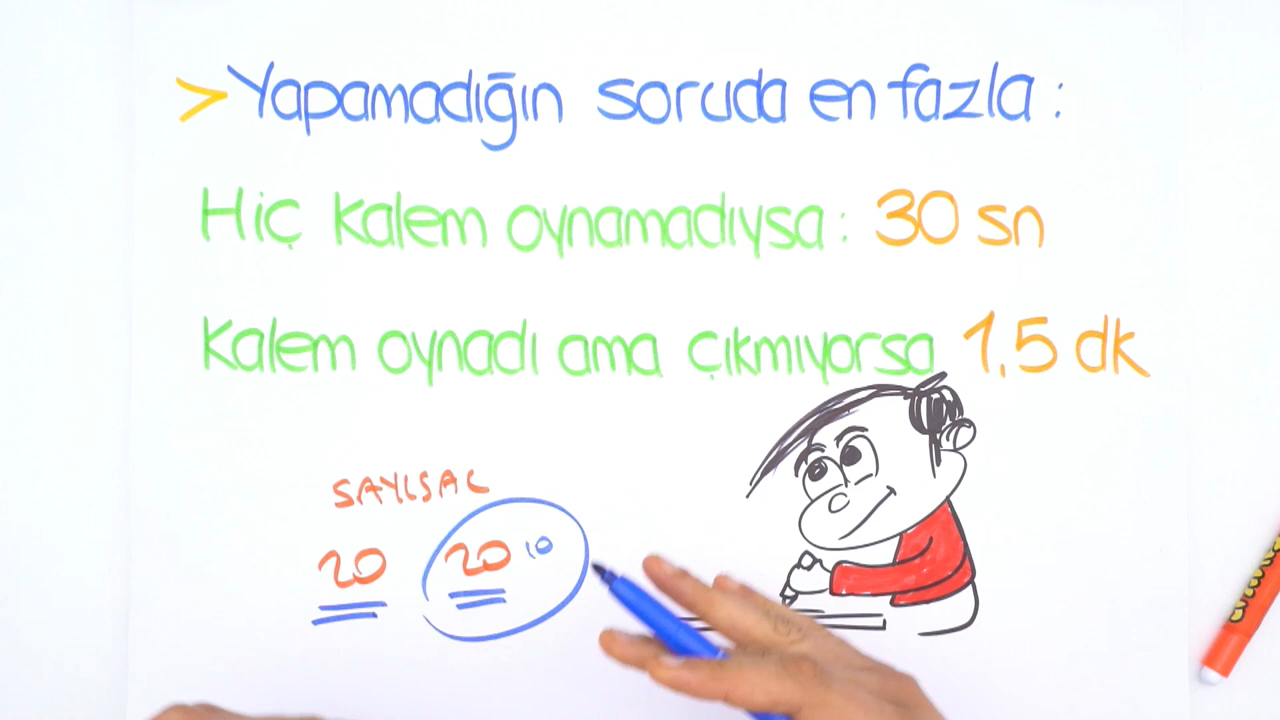 > Yapamadığın soruda en fazla :
Hiç kalem oynamadıysa : 30 sn
Kalem oynadı ama çıkmıyorsa 1,5 dk
SAYISAL
20 20 10